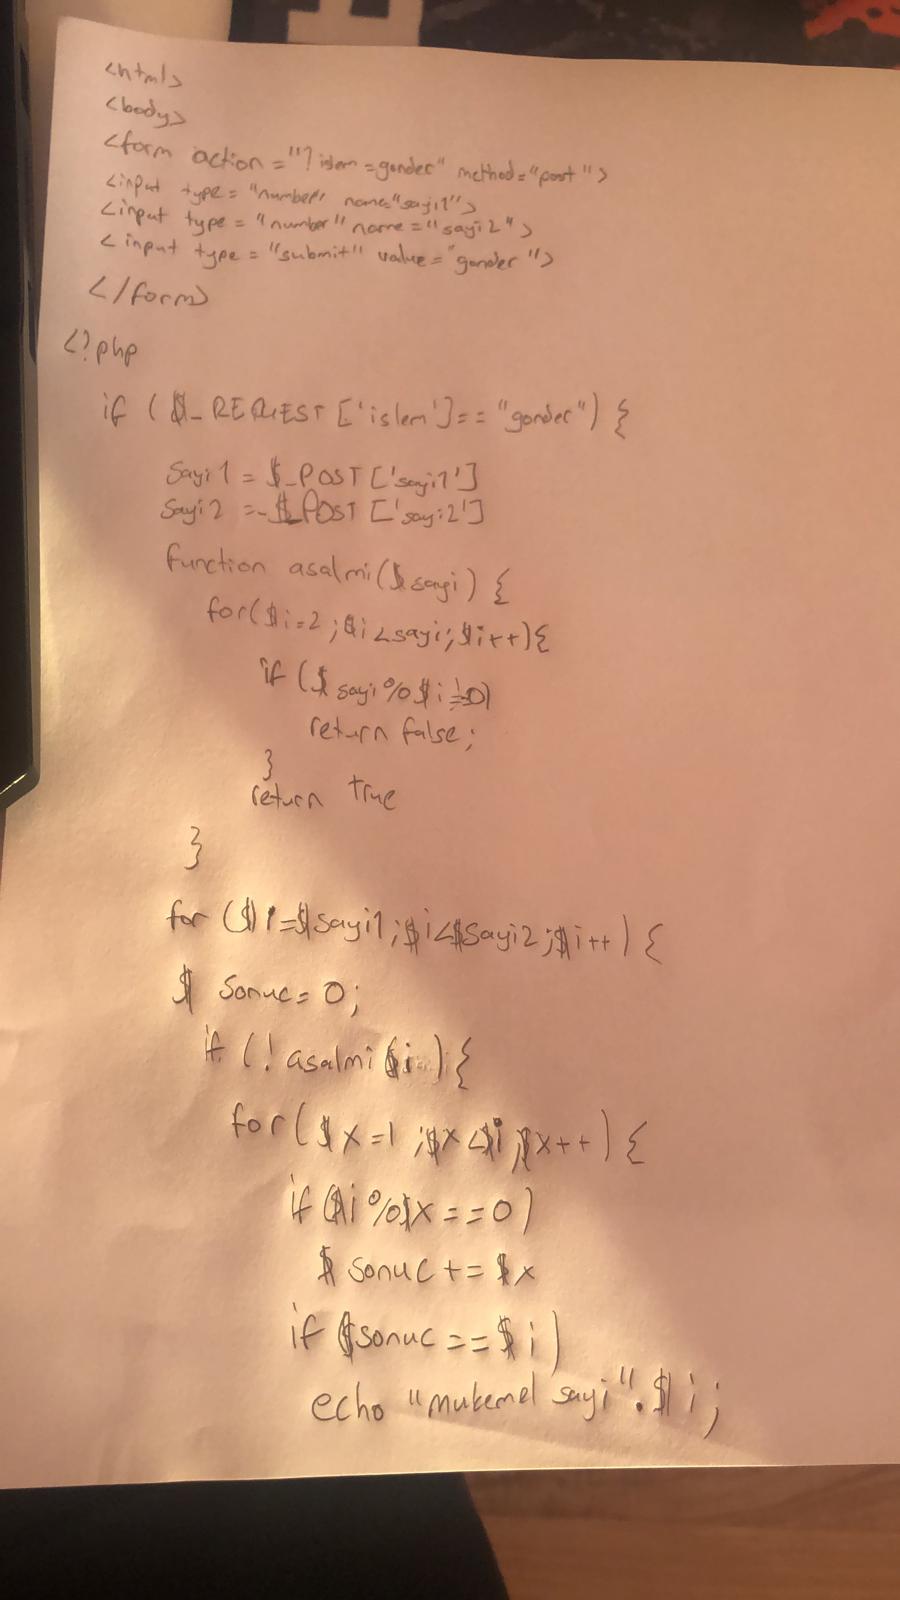 <html>
<body>
<form action="?islem=gonder" method="post">
<input type="number" name="sayi1">
<input type="number" name="sayi2">
<input type="submit" value="gonder">
</form>
<?php
if ($_REQUEST['islem']=="gonder") {
Sayi1 = $_POST['sayi1']
Sayi2 = $_POST['sayi2']
function asalmi($sayi) {
for($i=2;$i<sayi;$i++){
if ($sayi%$i!=0)
return false;
}
return true
}
for ($i=$sayi1;$i<$sayi2;$i++) {
$ sonuc=0;
if (!asalmi($i)){
for($x=1;$x<$i;$x++){
if ($i%$x==0)
$ sonuc+=$x
if ($sonuc==$i)
echo "mukemel sayi".$i;